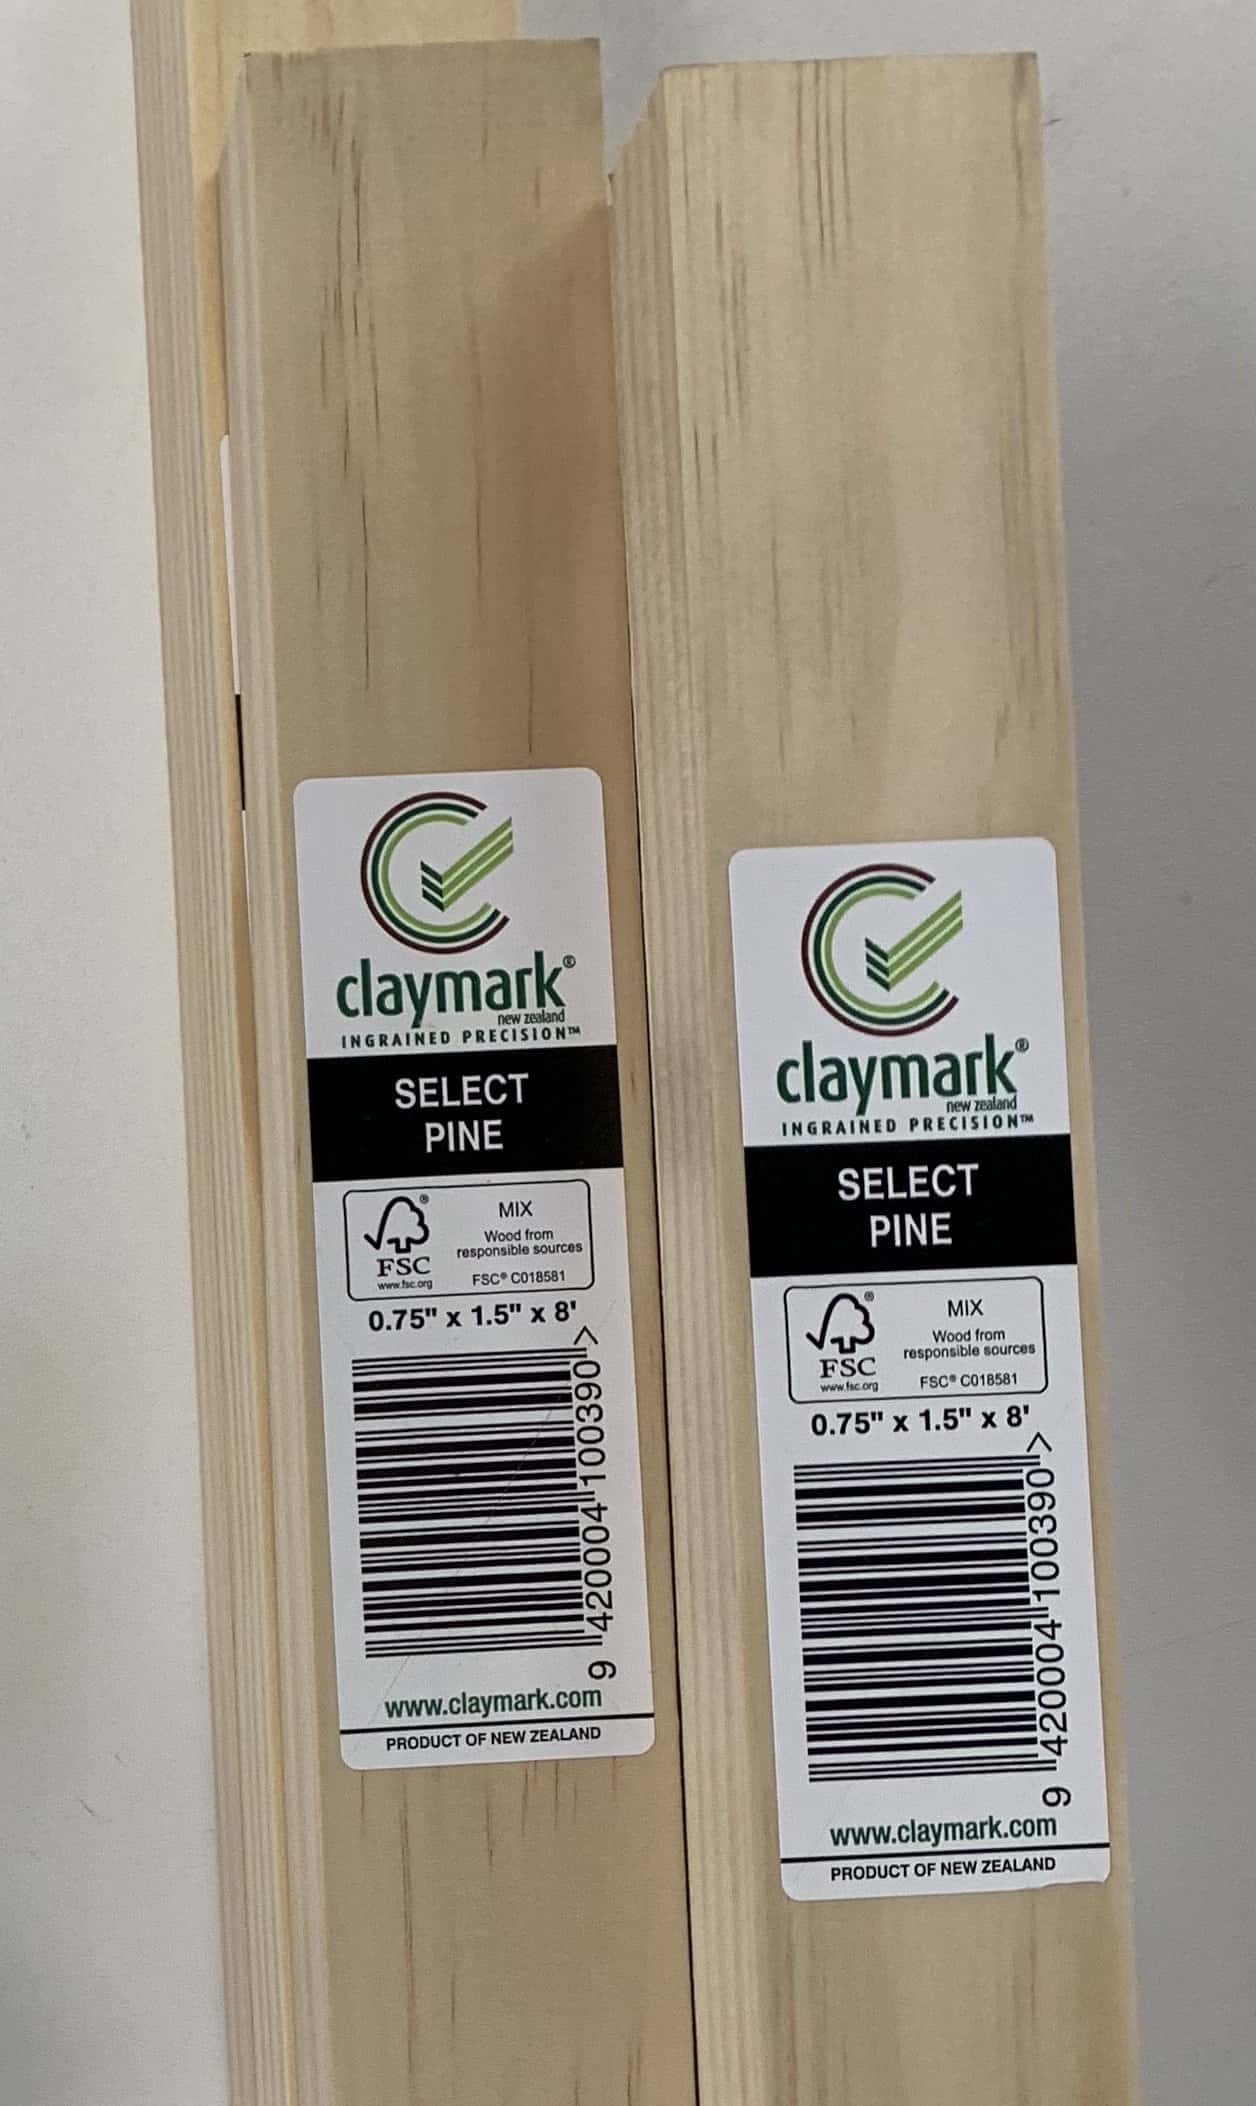 claymark®
new zealand
INGRAINED PRECISION™
SELECT
PINE
®
FSC
www.fsc.org
MIX
Wood from
responsible sources
FSC® C018581
0.75" x 1.5" x 8'
9 "420004"100390">
www.claymark.com
PRODUCT OF NEW ZEALAND
claymark®
new zealand
INGRAINED PRECISION™
SELECT
PINE
®
FSC
www.fsc.org
MIX
Wood from
responsible sources
FSC® C018581
0.75" x 1.5" x 8'
9 "420004"100390">
www.claymark.com
PRODUCT OF NEW ZEALAND